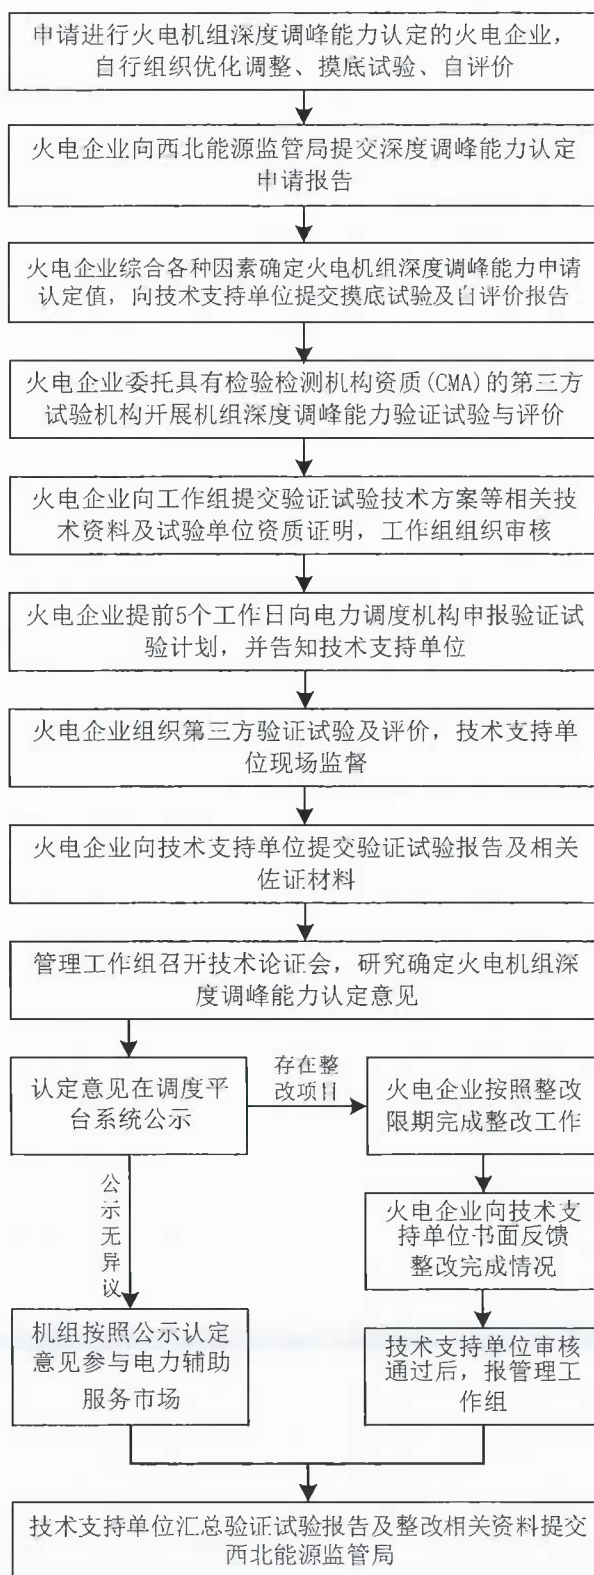 申请进行火电机组深度调峰能力认定的火电企业，
自行组织优化调整、摸底试验、自评价
火电企业向西北能源监管局提交深度调峰能力认定
申请报告
火电企业综合各种因素确定火电机组深度调峰能力申请
认定值，向技术支持单位提交摸底试验及自评价报告
火电企业委托具有检验检测机构资质(CMA)的第三方
试验机构开展机组深度调峰能力验证试验与评价
火电企业向工作组提交验证试验技术方案等相关技
术资料及试验单位资质证明，工作组组织审核
火电企业提前5个工作日向电力调度机构申报验证试
验计划，并告知技术支持单位
火电企业组织第三方验证试验及评价，技术支持单
位现场监督
火电企业向技术支持单位提交验证试验报告及相关
佐证材料
管理工作组召开技术论证会，研究确定火电机组深
度调峰能力认定意见
认定意见在调度平
台系统公示
存在整
改项目
火电企业按照整改
限期完成整改工作
公
示
无
异
议
火电企业向技术支
持单位书面反馈
整改完成情况
机组按照公示认定
意见参与电力辅助
服务市场
技术支持单位审核
通过后，报管理工
作组
技术支持单位汇总验证试验报告及整改相关资料提交
西北能源监管局